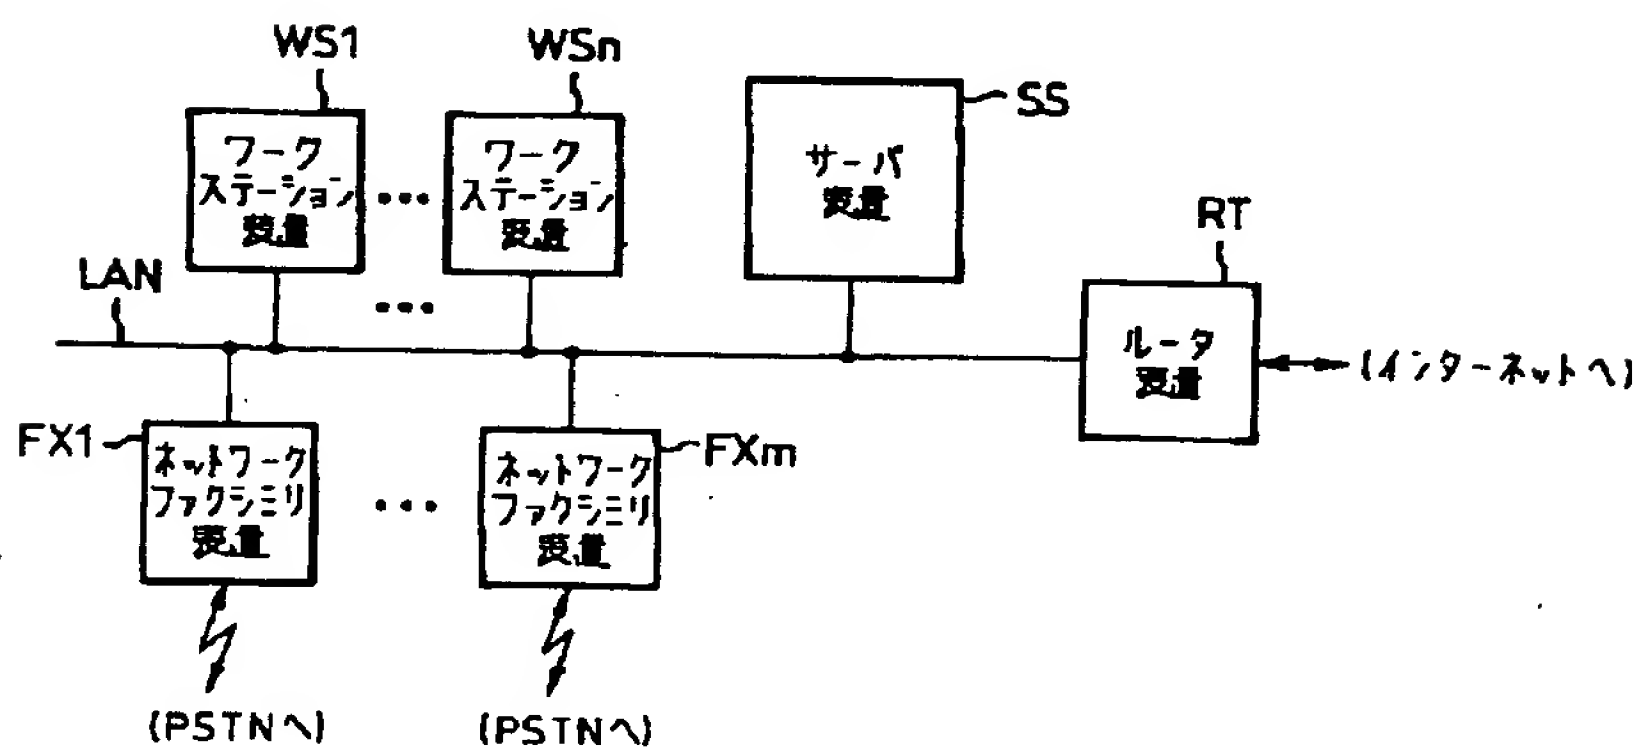 WS1
WSn
SS
ワーク
ステーション
装置
•••
ワーク
ステーション
装置
サーバ
装置
RT
LAN
•••
ルータ
装置
(インターネットへ)
FX1
ネットワーク
ファクシミリ
装置
•••
ネットワーク
ファクシミリ
装置
FXm
(PSTNへ)
(PSTNへ)